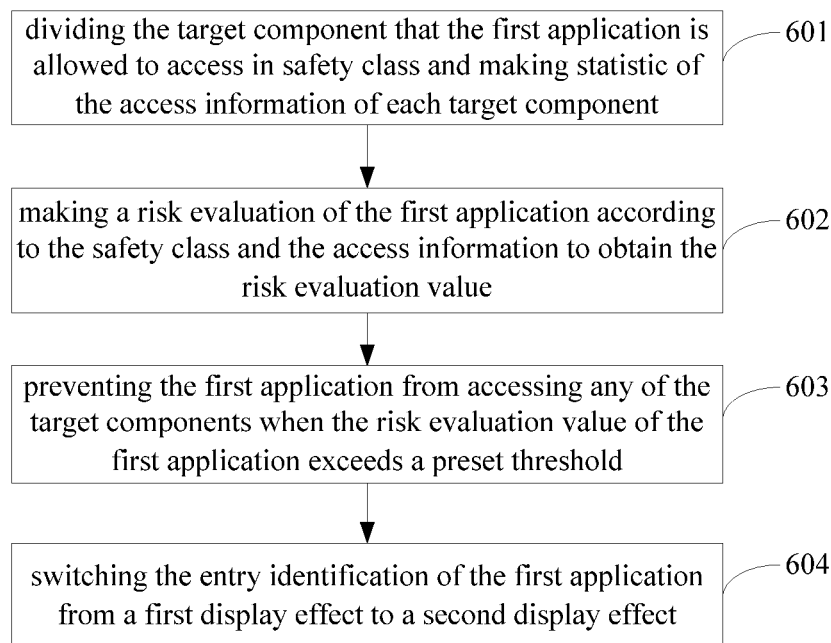 dividing the target component that the first application is
allowed to access in safety class and making statistic of
the access information of each target component
601
making a risk evaluation of the first application according
to the safety class and the access information to obtain the
risk evaluation value
602
preventing the first application from accessing any of the
target components when the risk evaluation value of the
first application exceeds a preset threshold
603
switching the entry identification of the first application
from a first display effect to a second display effect
604